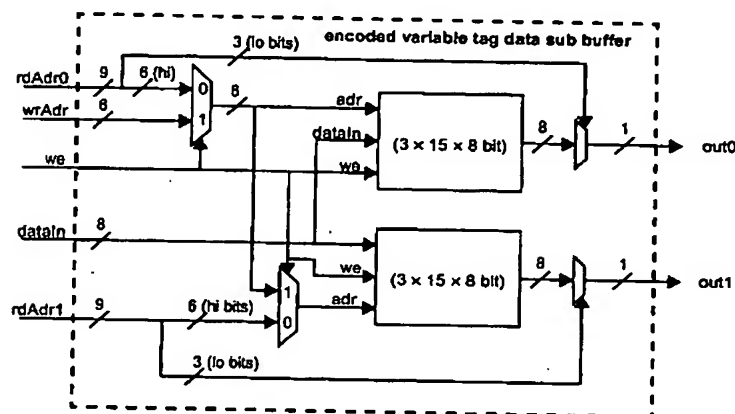 3 (lo bits)
encoded variable tag data sub buffer
rdAdr0 9 6 (hi) 0 6 adr
wrAdr 6 1
dataIn (3 × 15 × 8 bit) 8 1 out0
we we
dataIn 8
we (3 × 15 × 8 bit) 8 1 out1
1 adr
rdAdr1 9 6 (hi bits) 0
3 (lo bits)